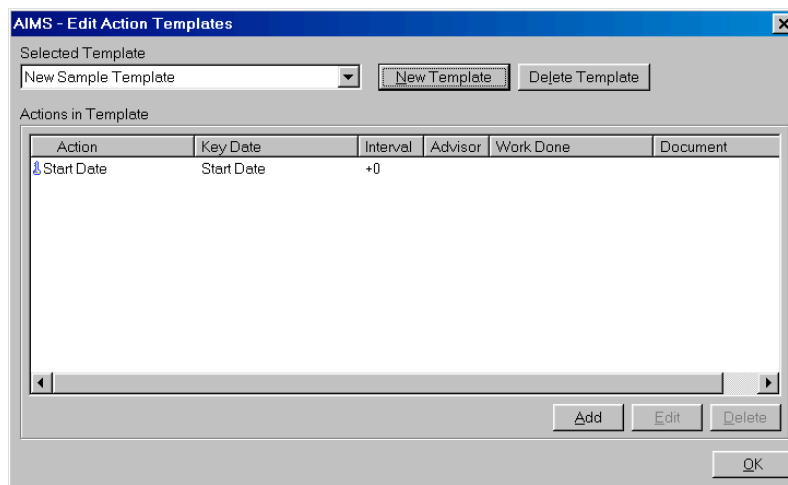 AIMS - Edit Action Templates
Selected Template
New Sample Template New Template Delete Template
Actions in Template
Action Key Date Interval Advisor Work Done Document
Start Date Start Date +0
Add Edit Delete
OK